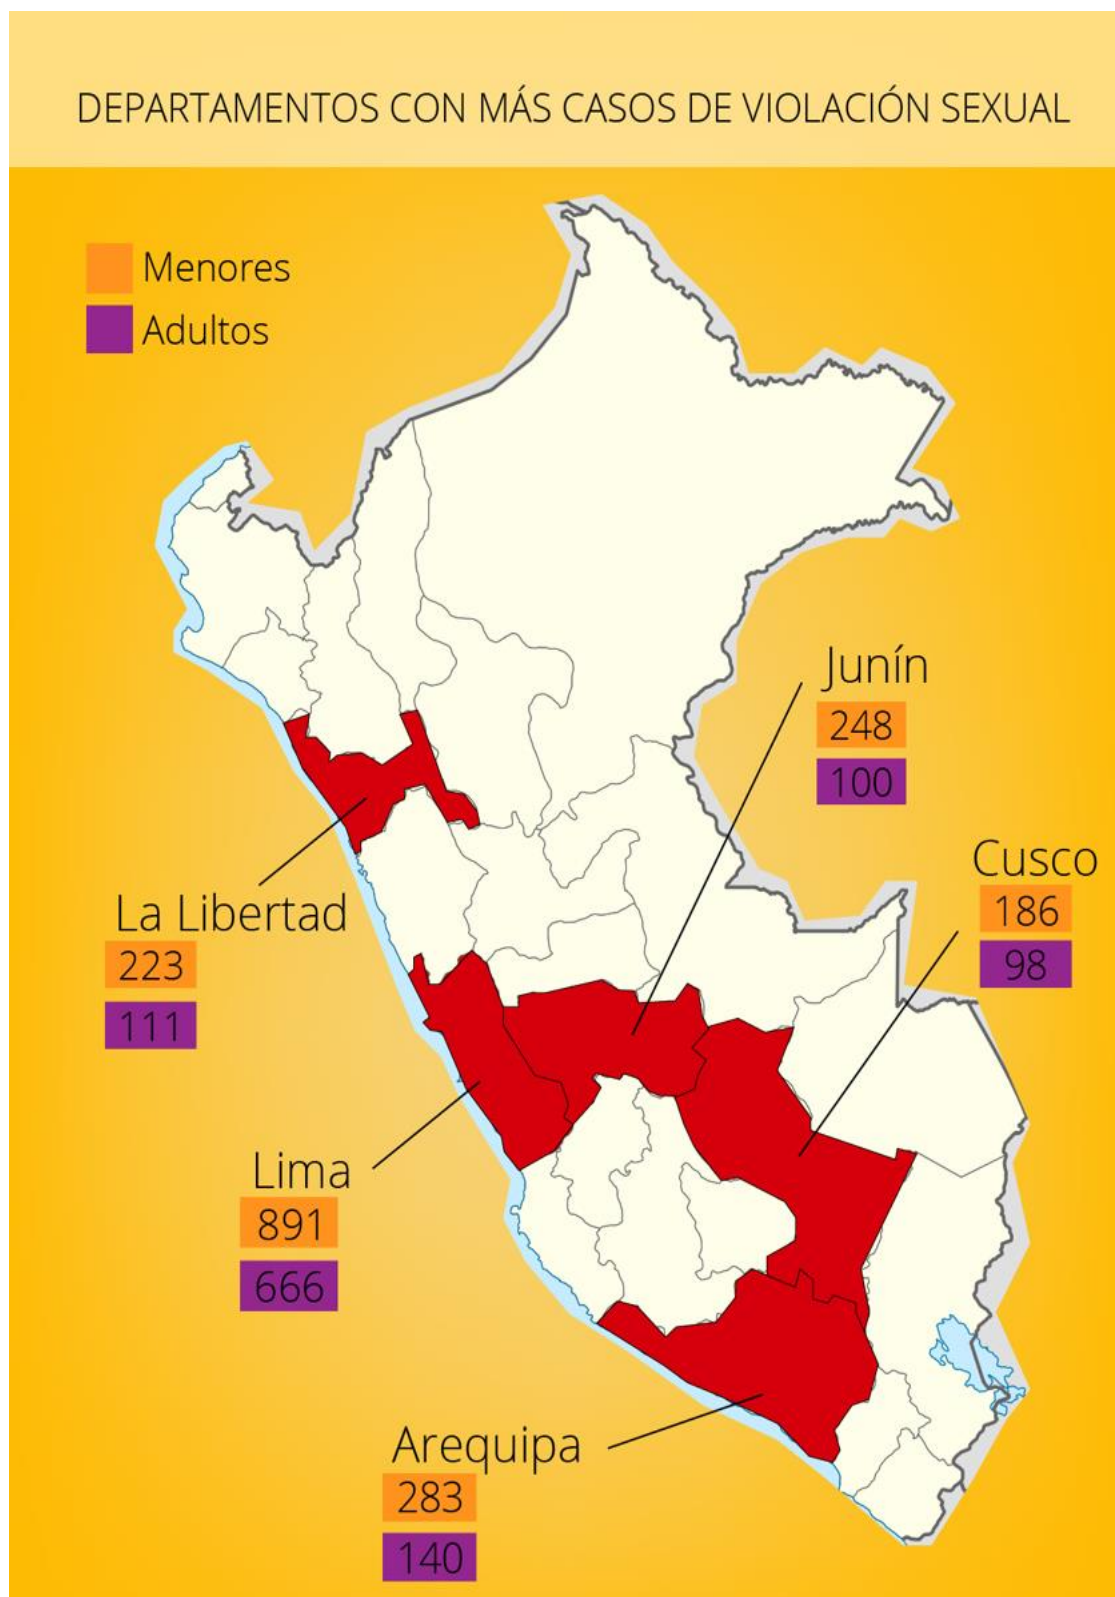 DEPARTAMENTOS CON MÁS CASOS DE VIOLACIÓN SEXUAL
Menores
Adultos
Junín
248
100
Cusco
186
98
La Libertad
223
111
Lima
891
666
Arequipa
283
140